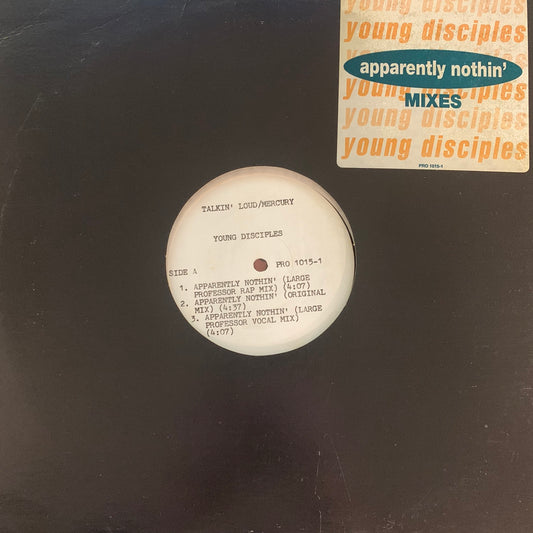 young disciples
young disciples
apparently nothin'
MIXES
young disciples
young disciples
PRO 1015-1
TALKIN' LOUD/MERCURY
YOUNG DISCIPLES
SIDE A
PRO 1015-1
1. APPARENTLY NOTHIN' (LARGE
PROFESSOR RAP MIX) (4:07)
2. APPARENTLY NOTHIN' (ORIGINAL
MIX) (4:37)
3. APPARENTLY NOTHIN' (LARGE
PROFESSOR VOCAL MIX)
(4:07)